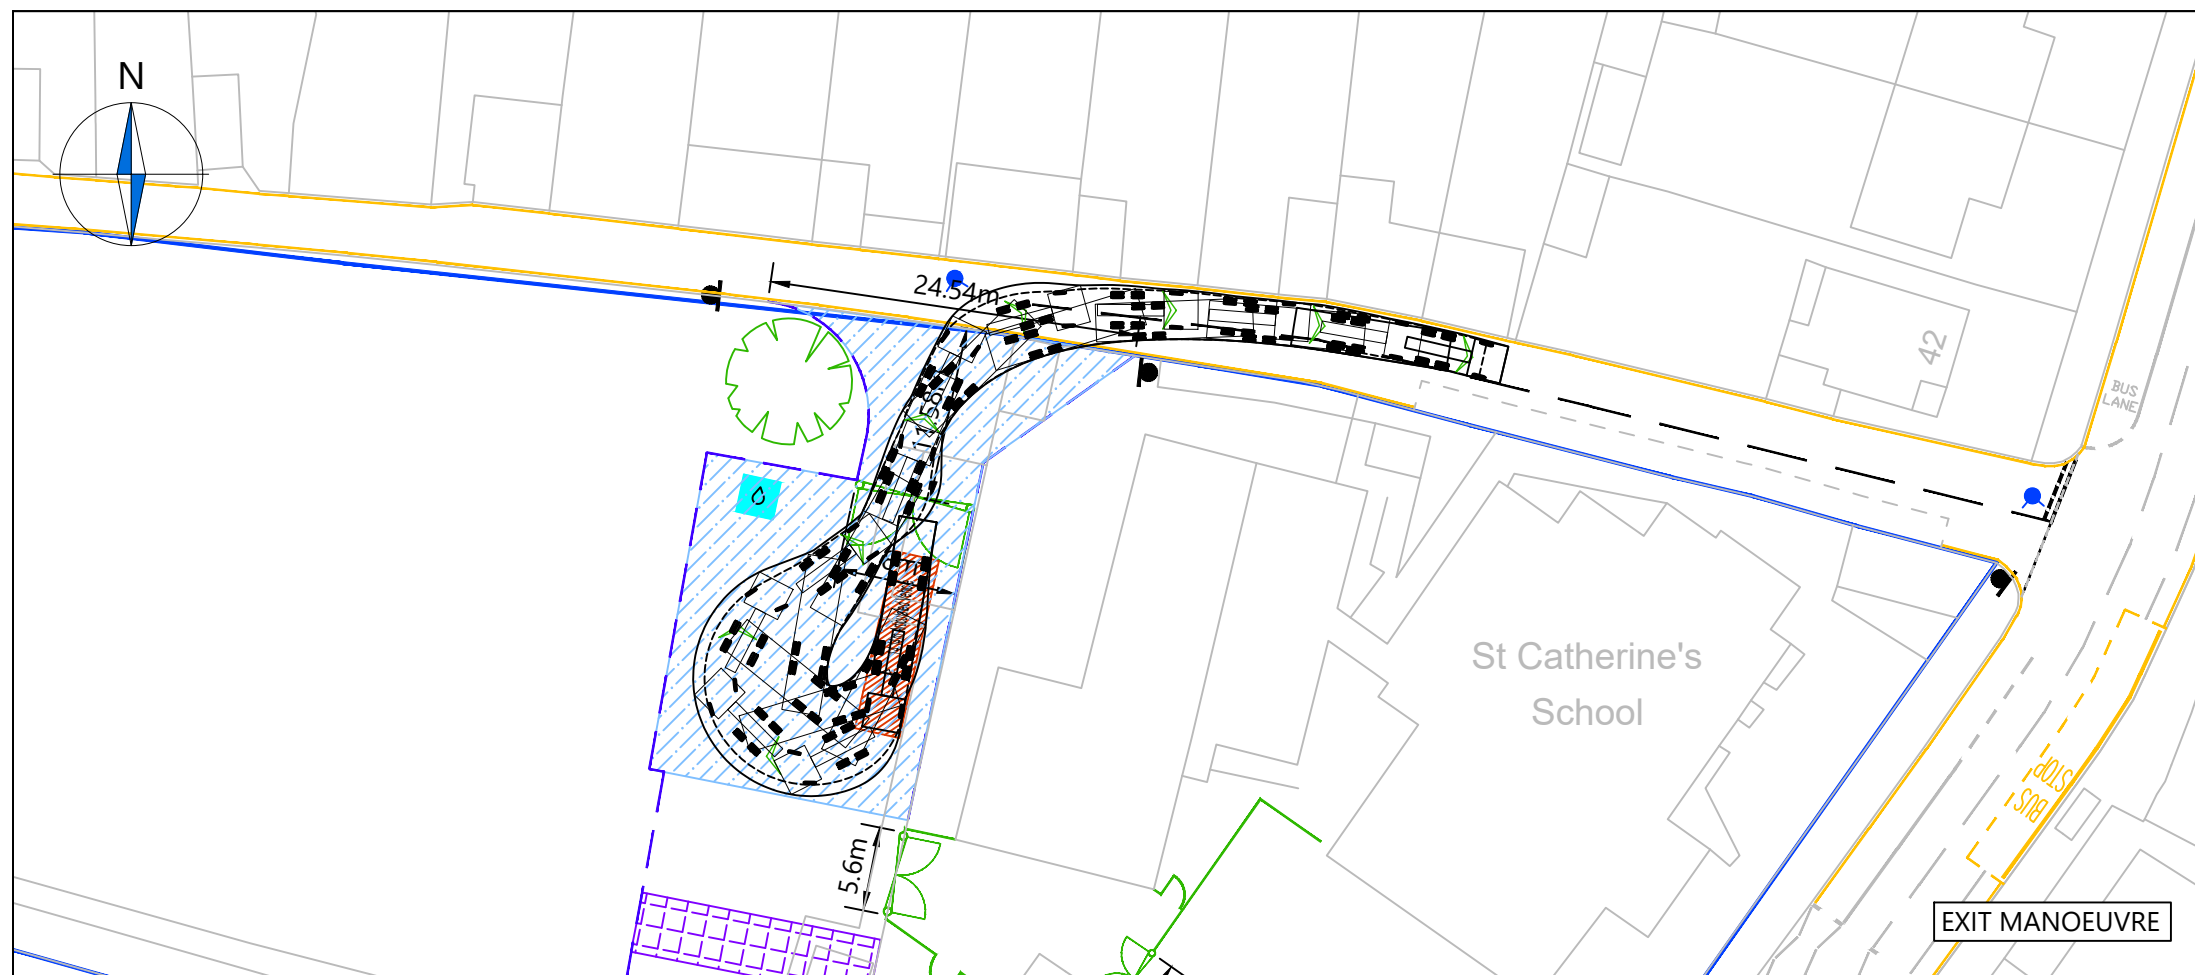 N
24.54m
42
BUS
LANE
St Catherine's
School
BUS
STOP
5.6m
EXIT MANOEUVRE